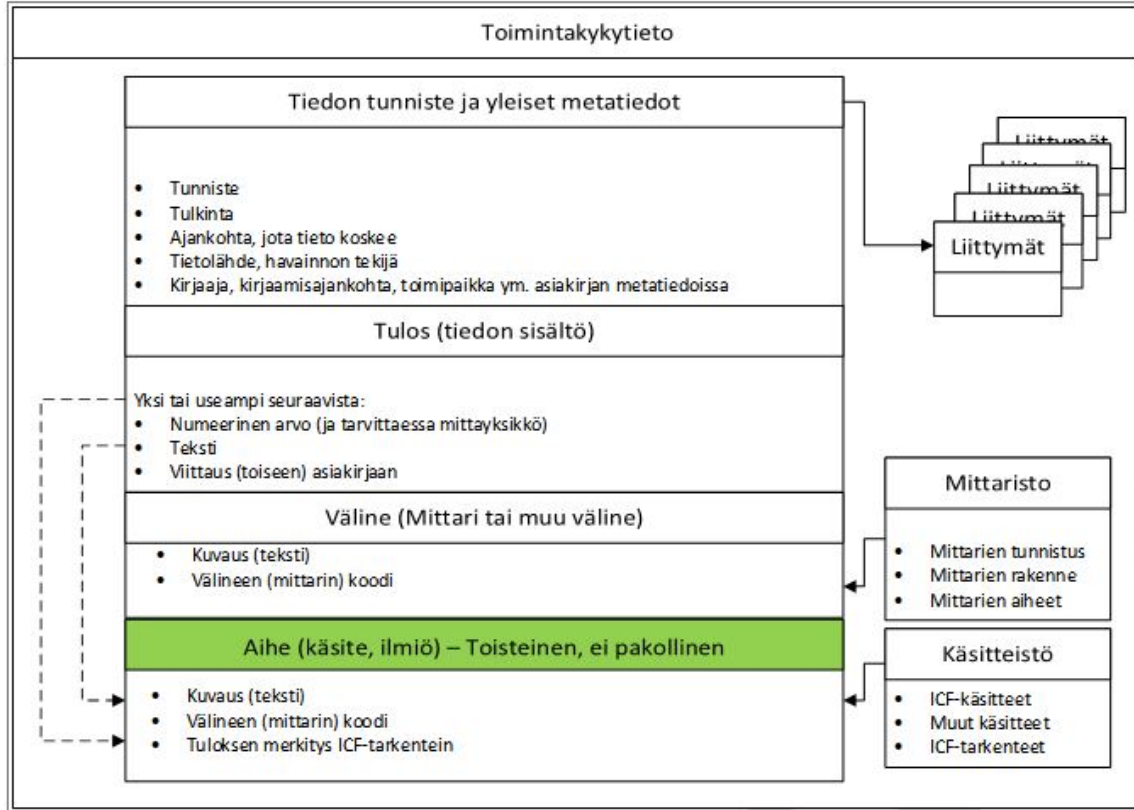 Toimintakykytieto
Tiedon tunniste ja yleiset metatiedot
• Tunniste
• Tulkinta
• Ajankohta, jota tieto koskee
• Tietolähde, havainnon tekijä
• Kirjaaja, kirjaamisajankohta, toimipaikka ym. asiakirjan metatiedoissa
Liittymät
Liittymät
Liittymät
Liittymät
Liittymät
Tulos (tiedon sisältö)
Yksi tai useampi seuraavista:
• Numeerinen arvo (ja tarvittaessa mittayksikkö)
• Teksti
• Viittaus (toiseen) asiakirjaan
Väline (Mittari tai muu väline)
• Kuvaus (teksti)
• Välineen (mittarin) koodi
Mittaristo
• Mittarien tunnistus
• Mittarien rakenne
• Mittarien aiheet
Aihe (käsite, ilmiö) – Toisteinen, ei pakollinen
• Kuvaus (teksti)
• Välineen (mittarin) koodi
• Tuloksen merkitys ICF-tarkentein
Käsitteistö
• ICF-käsitteet
• Muut käsitteet
• ICF-tarkenteet